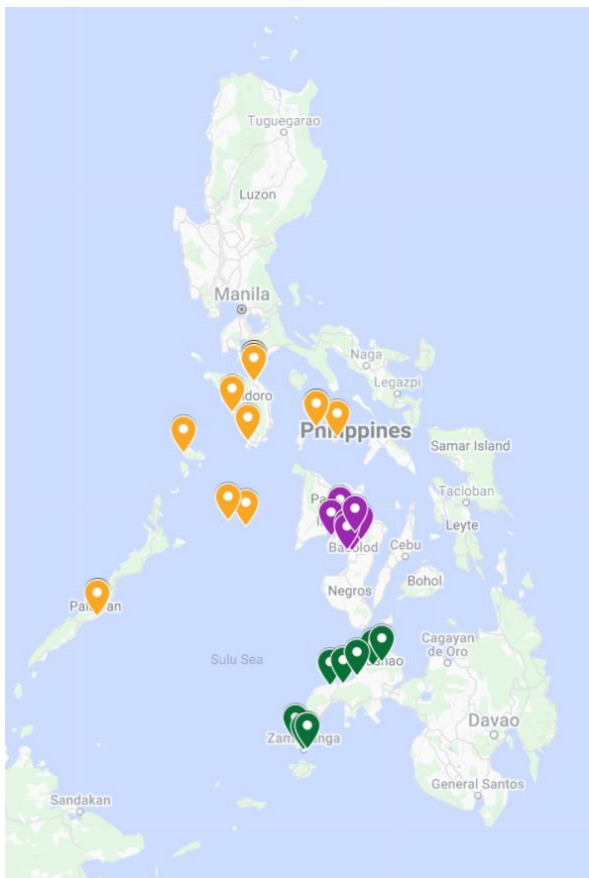 Tuguegarao
Luzon
Manila
Naga
Legazpi
Philippines
Samar Island
Tacloban
Leyte
Bacolod
Cebu
Bohol
Negros
Cagayan
de Oro
Sulu Sea
Davao
General Santos
Sandakan